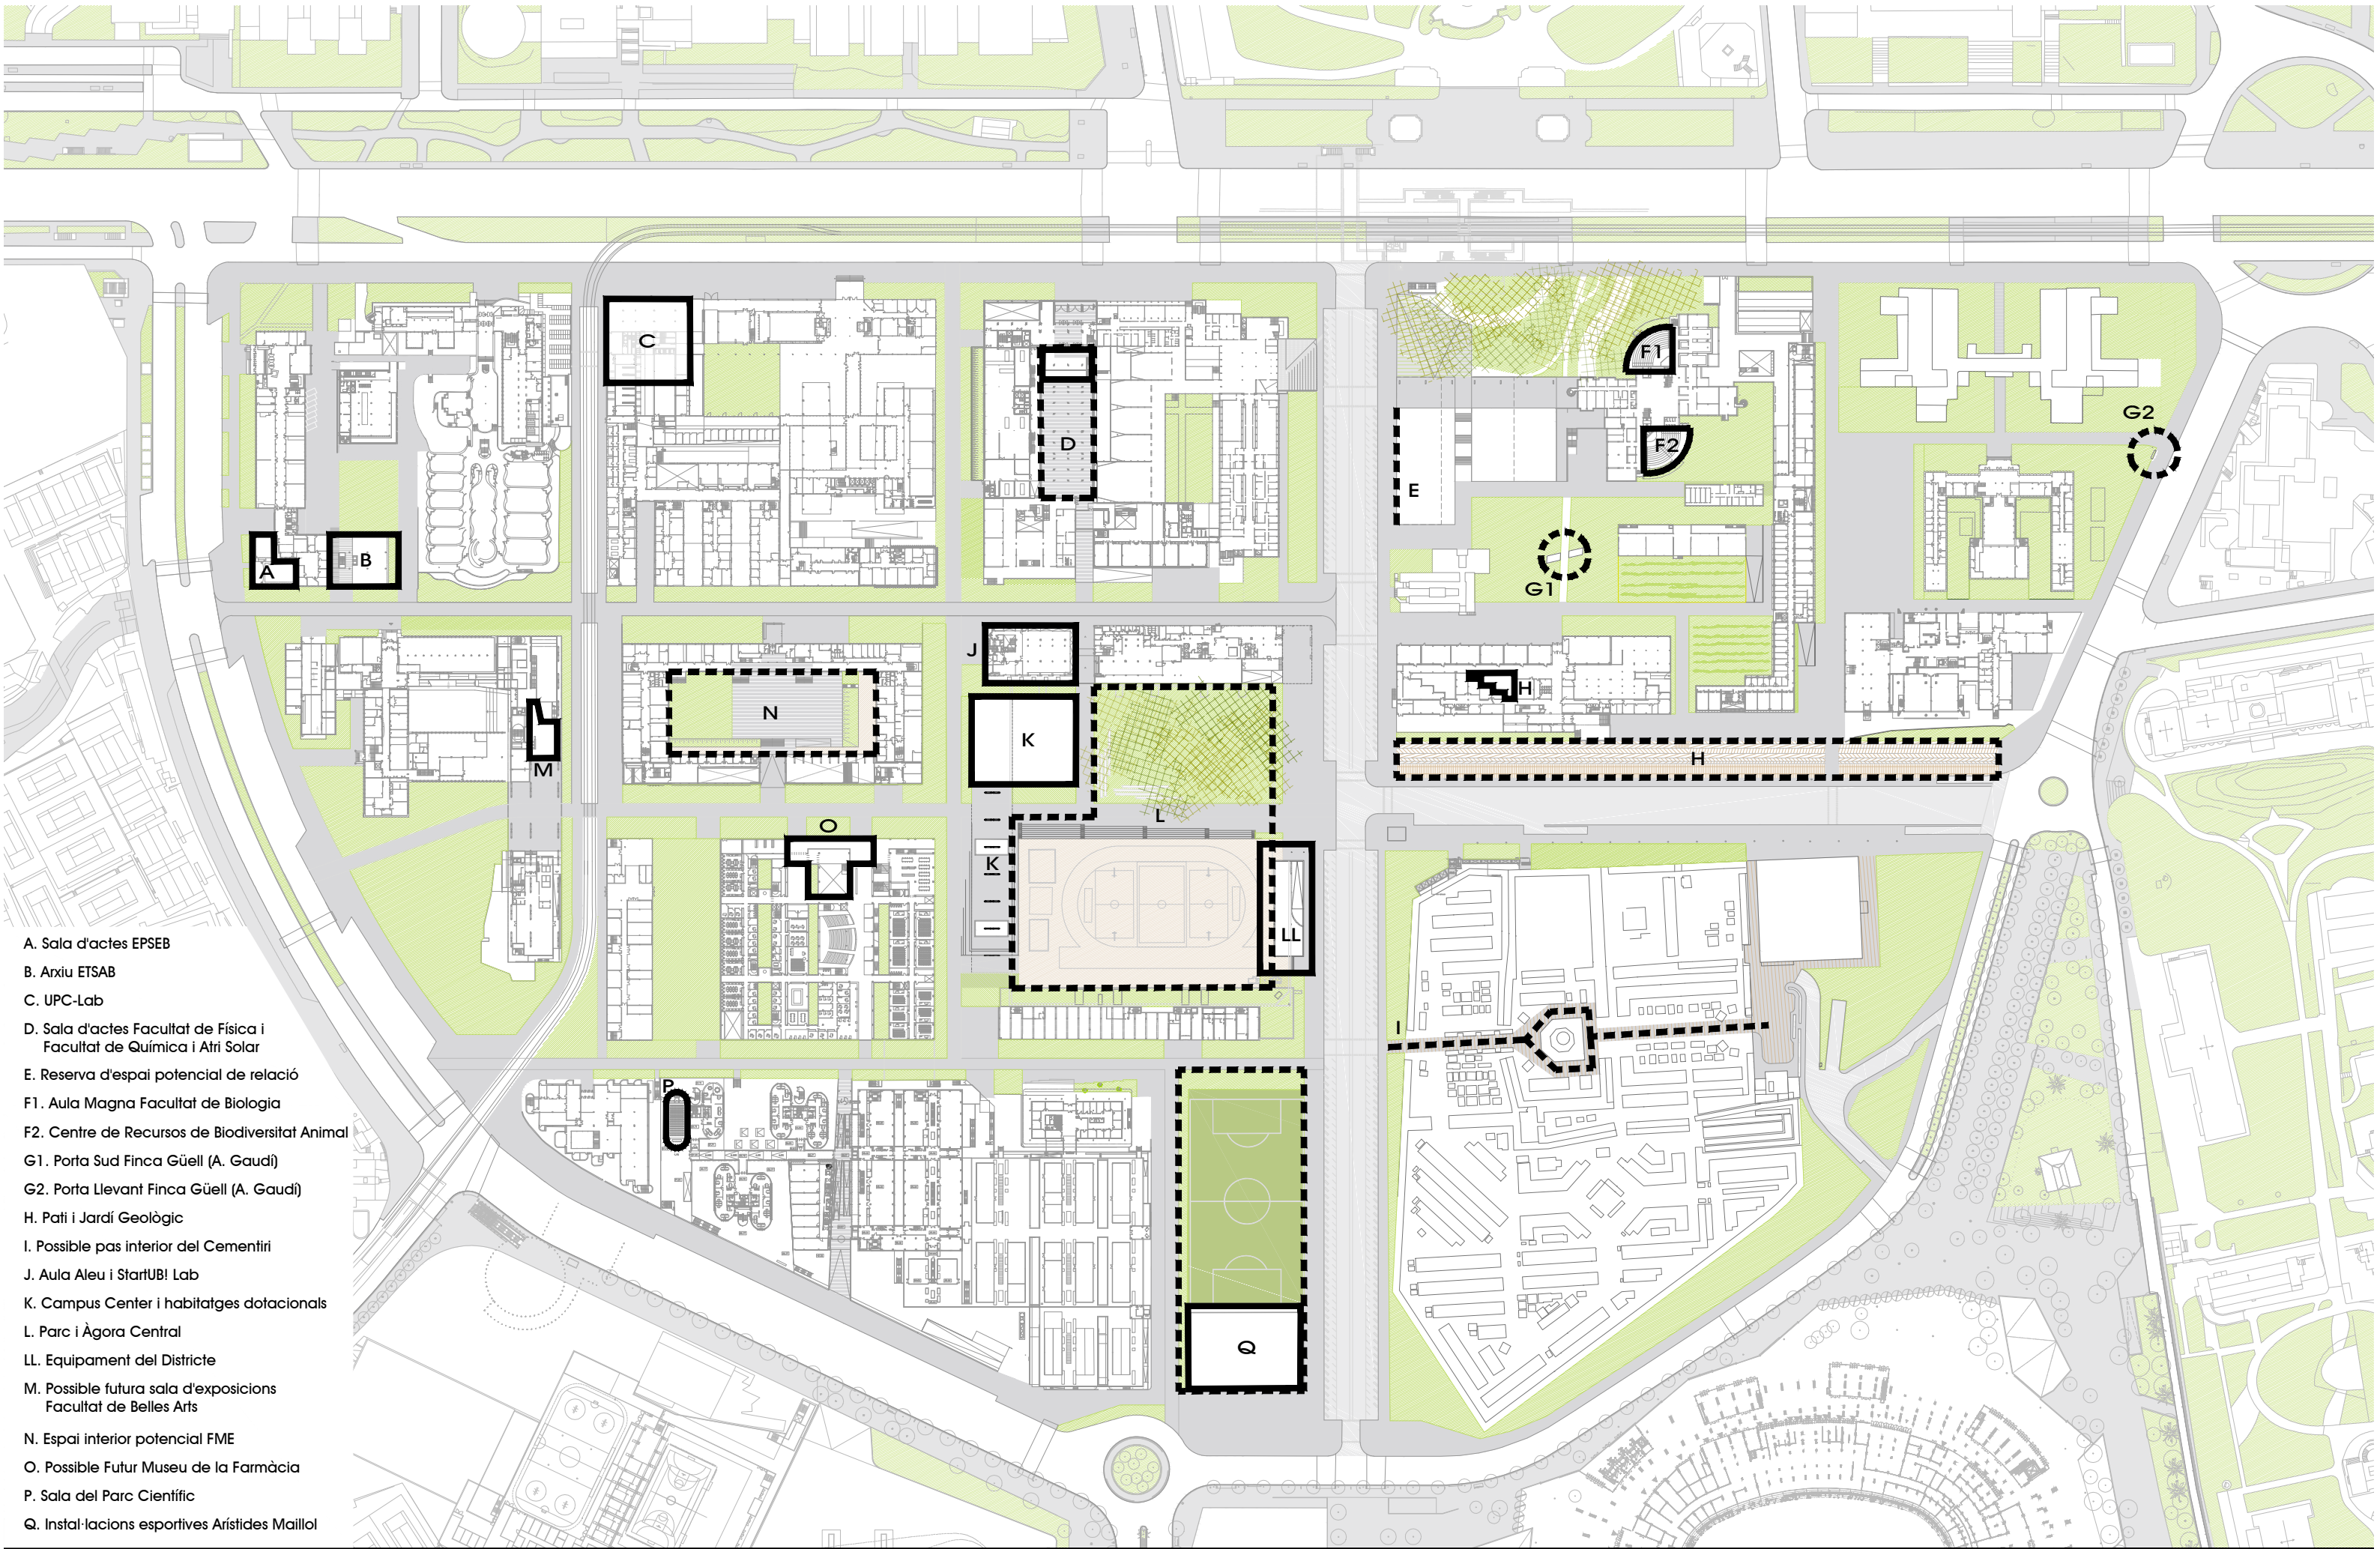 C
F1
D
F2
G2
E
G1
A
B
J
H
N
K
M
H
L
O
K
LL
I
P
Q
A. Sala d'actes EPSEB
B. Arxiu ETSAB
C. UPC-Lab
D. Sala d'actes Facultat de Física i
Facultat de Química i Atri Solar
E. Reserva d'espai potencial de relació
F1. Aula Magna Facultat de Biologia
F2. Centre de Recursos de Biodiversitat Animal
G1. Porta Sud Finca Güell (A. Gaudí)
G2. Porta Llevant Finca Güell (A. Gaudí)
H. Pati i Jardí Geològic
I. Possible pas interior del Cementiri
J. Aula Aleu i StartUB! Lab
K. Campus Center i habitatges dotacionals
L. Parc i Àgora Central
LL. Equipament del Districte
M. Possible futura sala d'exposicions
Facultat de Belles Arts
N. Espai interior potencial FME
O. Possible Futur Museu de la Farmàcia
P. Sala del Parc Científic
Q. Instal·lacions esportives Arístides Maillol